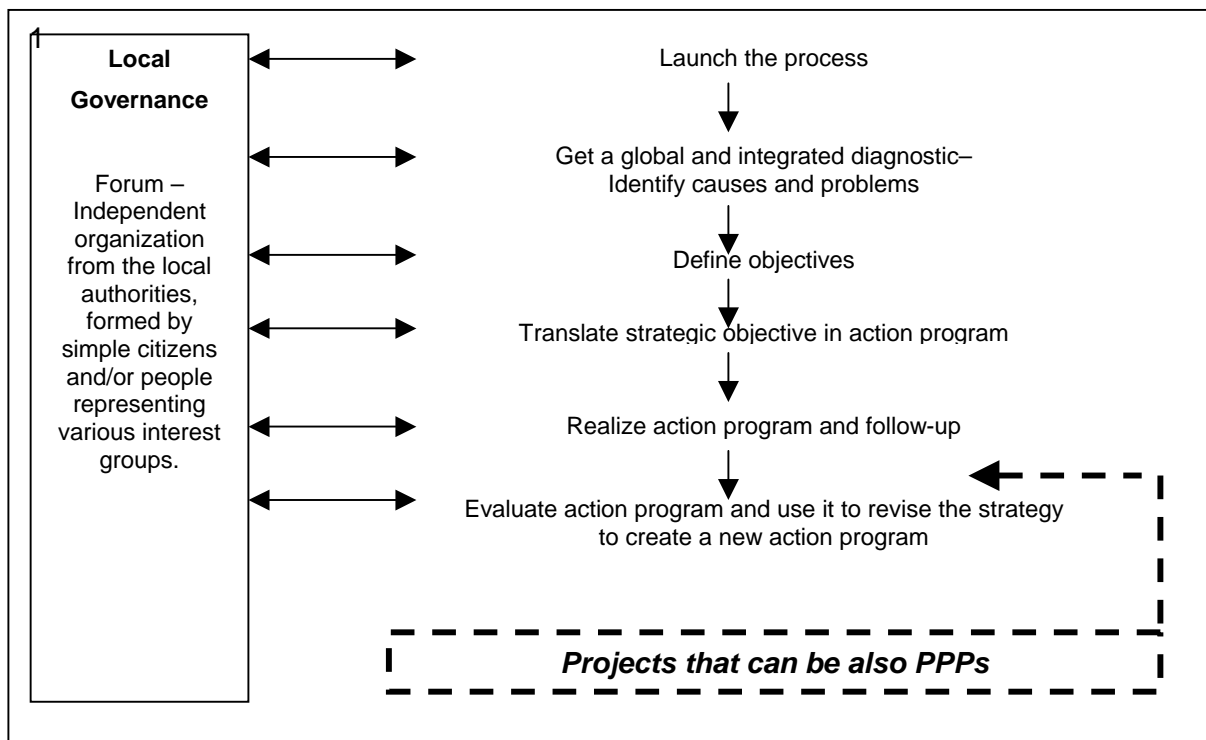 1
Local
Governance
Forum –
Independent
organization
from the local
authorities,
formed by
simple citizens
and/or people
representing
various interest
groups.
Launch the process
Get a global and integrated diagnostic–
Identify causes and problems
Define objectives
Translate strategic objective in action program
Realize action program and follow-up
Evaluate action program and use it to revise the strategy
to create a new action program
Projects that can be also PPPs